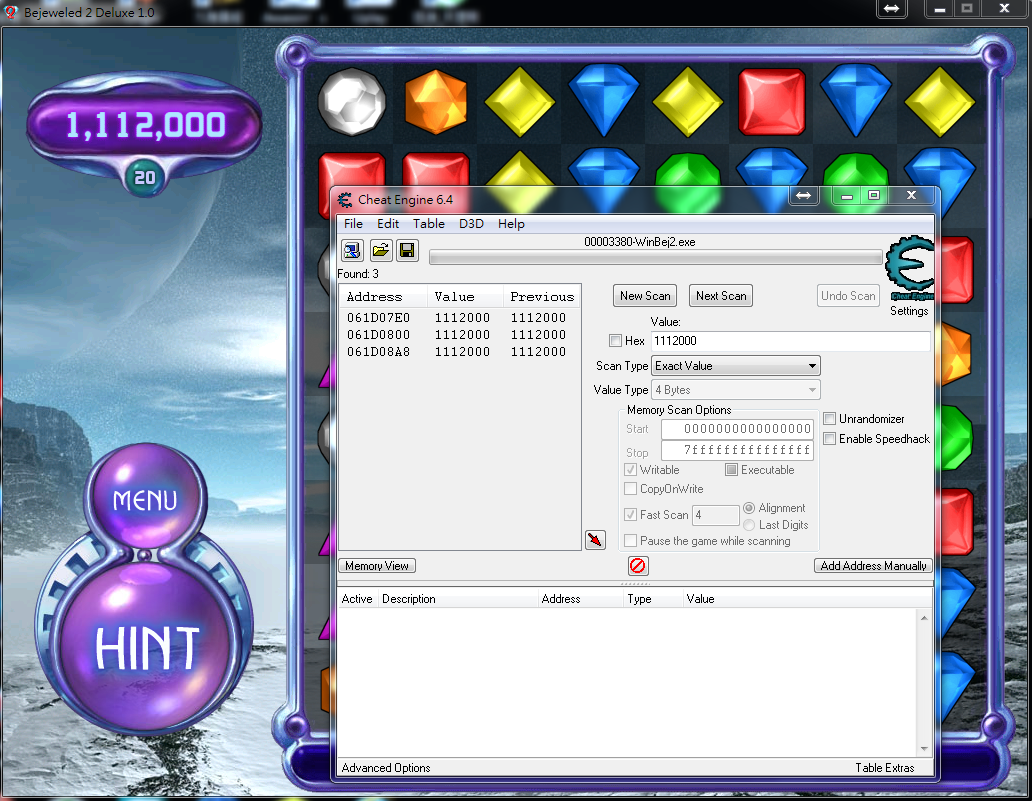 Bejeweled 2 Deluxe 1.0
1,112,000
20
Cheat Engine 6.4
File Edit Table D3D Help
00003380-WinBej2.exe
Found: 3
Cheat Engine
Settings
Address Value Previous
061D07E0 1112000 1112000
061D0800 1112000 1112000
061D08A8 1112000 1112000
New Scan Next Scan Undo Scan
Value:
Hex 1112000
Scan Type Exact Value
Value Type 4 Bytes
Memory Scan Options
Start 0000000000000000
Stop 7fffffffffffffff
Writable Executable
CopyOnWrite
Fast Scan 4 Alignment
Last Digits
Pause the game while scanning
Unrandomizer
Enable Speedhack
Memory View Add Address Manually
Active Description Address Type Value
Advanced Options Table Extras
MENU
HINT